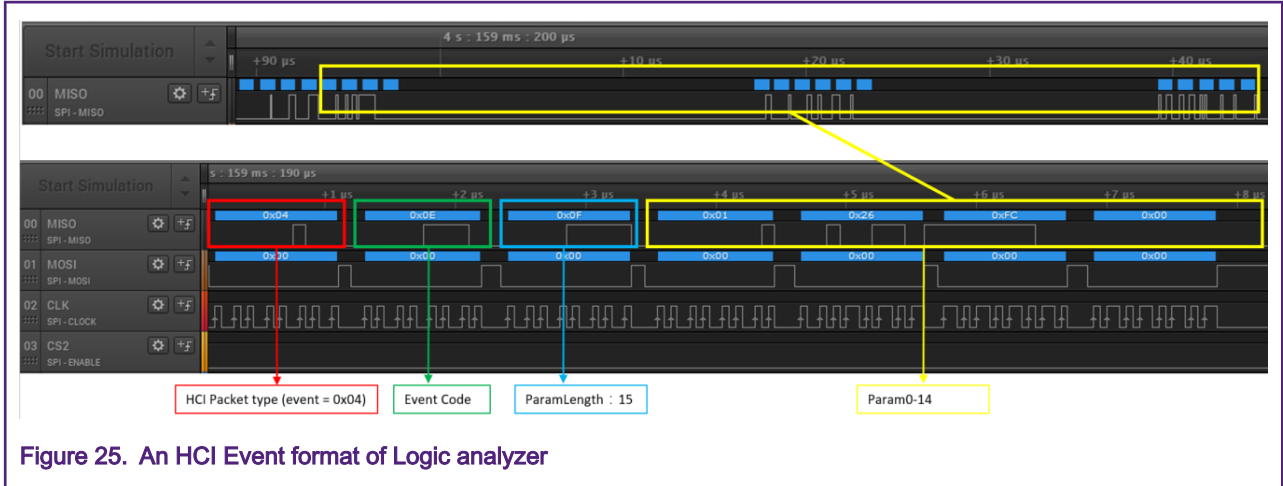 4 s : 159 ms : 200 µs
Start Simulation
+90 µs +10 µs +20 µs +30 µs +40 µs
00 MISO
SPI - MISO
s : 159 ms : 190 µs
Start Simulation
+1 µs +2 µs +3 µs +4 µs +5 µs +6 µs +7 µs +8 µs
0x04 0x0E 0x0F 0x01 0x26 0xFC 0x00
00 MISO
SPI - MISO
0x00 0x00 0x00 0x00 0x00 0x00 0x00
01 MOSI
SPI - MOSI
02 CLK
SPI - CLOCK
03 CS2
SPI - ENABLE
HCI Packet type (event = 0x04) Event Code ParamLength : 15 Param0-14
Figure 25. An HCI Event format of Logic analyzer